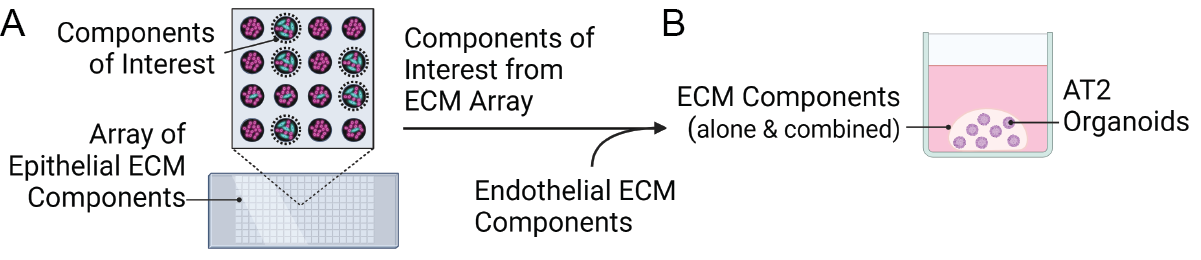 A
Components
of Interest
Array of
Epithelial ECM
Components
Components of
Interest from
ECM Array
Endothelial ECM
Components
B
ECM Components
(alone & combined)
AT2
Organoids